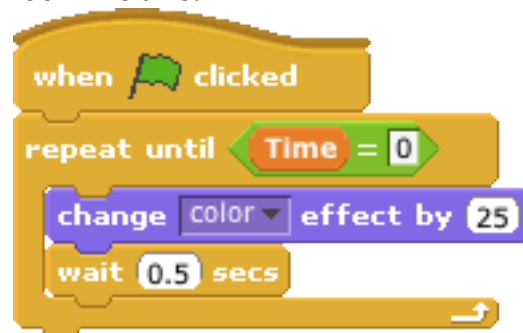 when clicked
repeat until Time = 0
change color effect by 25
wait 0.5 secs